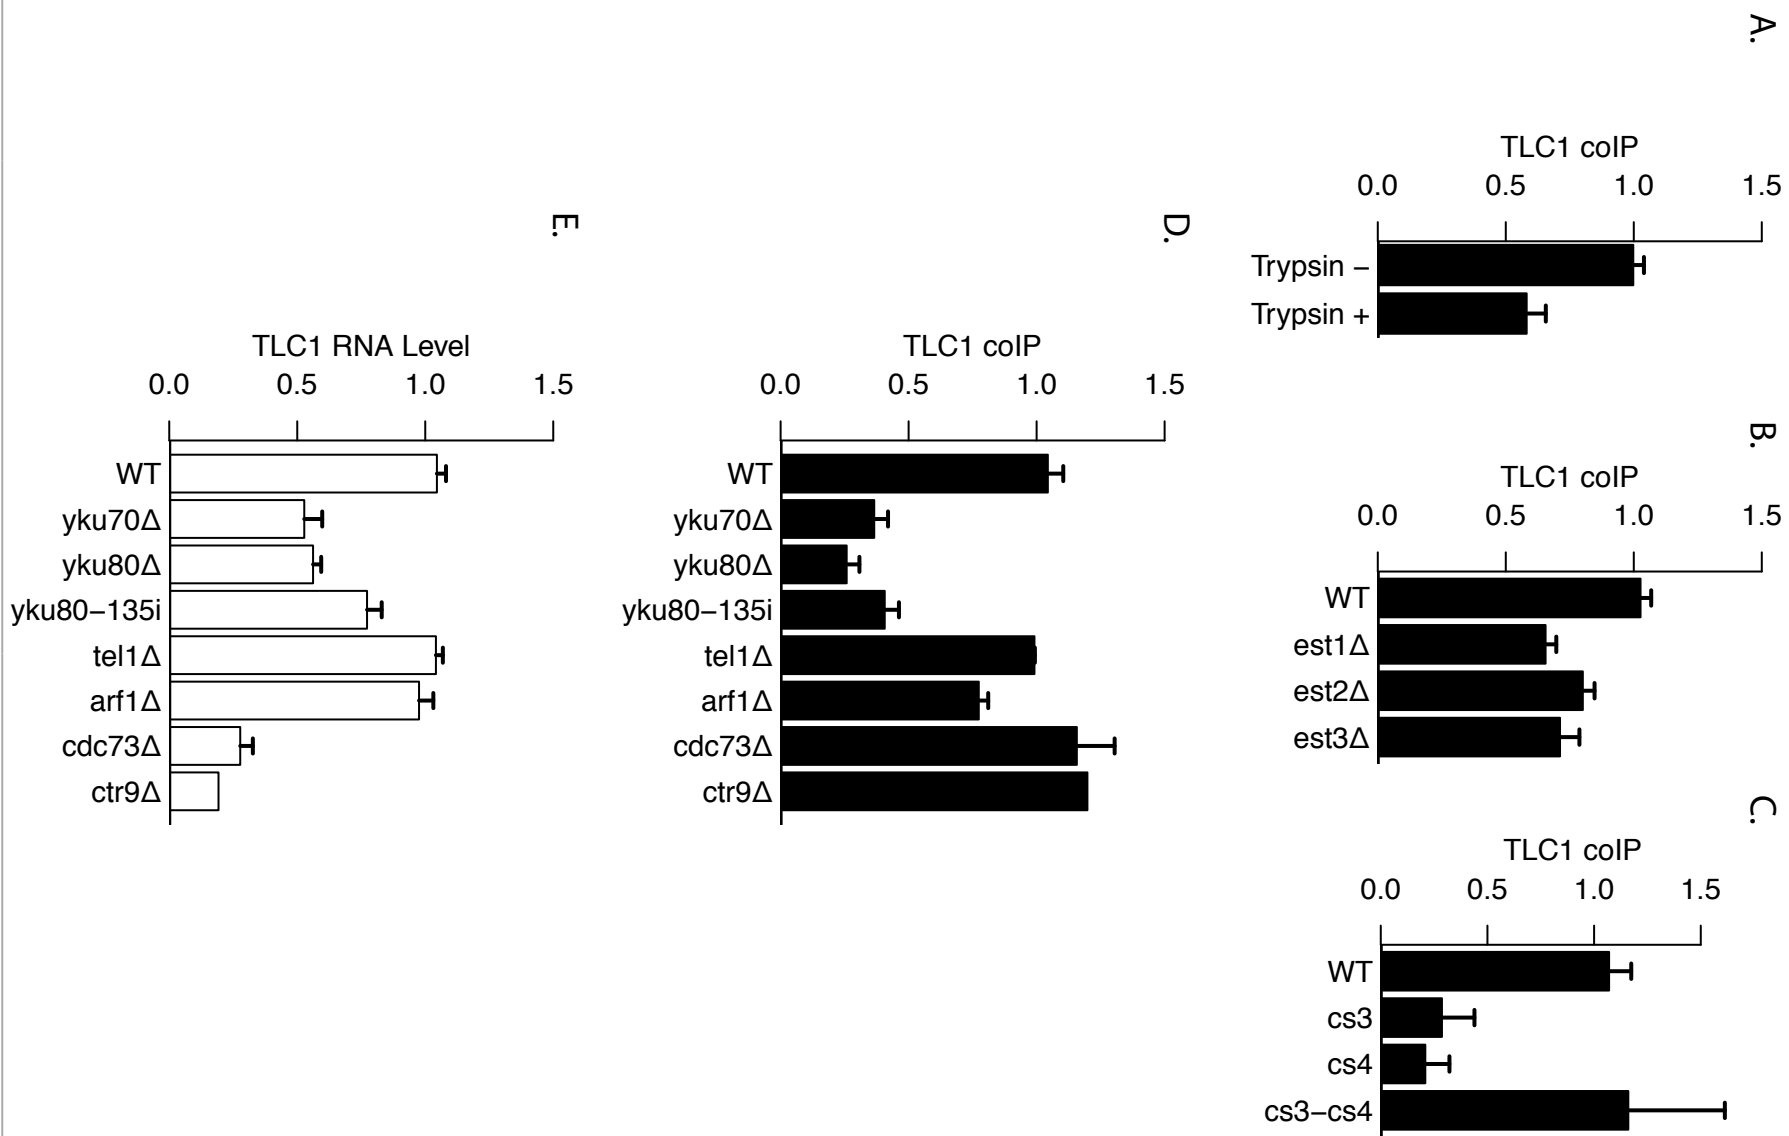 A.
TLC1 coIP
0.0 0.5 1.0 1.5
Trypsin −
Trypsin +
B.
TLC1 coIP
0.0 0.5 1.0 1.5
WT
est1Δ
est2Δ
est3Δ
C.
TLC1 coIP
0.0 0.5 1.0 1.5
WT
cs3
cs4
cs3−cs4
D.
TLC1 coIP
0.0 0.5 1.0 1.5
WT
yku70Δ
yku80Δ
yku80−135i
tel1Δ
arf1Δ
cdc73Δ
ctr9Δ
E.
TLC1 RNA Level
0.0 0.5 1.0 1.5
WT
yku70Δ
yku80Δ
yku80−135i
tel1Δ
arf1Δ
cdc73Δ
ctr9Δ